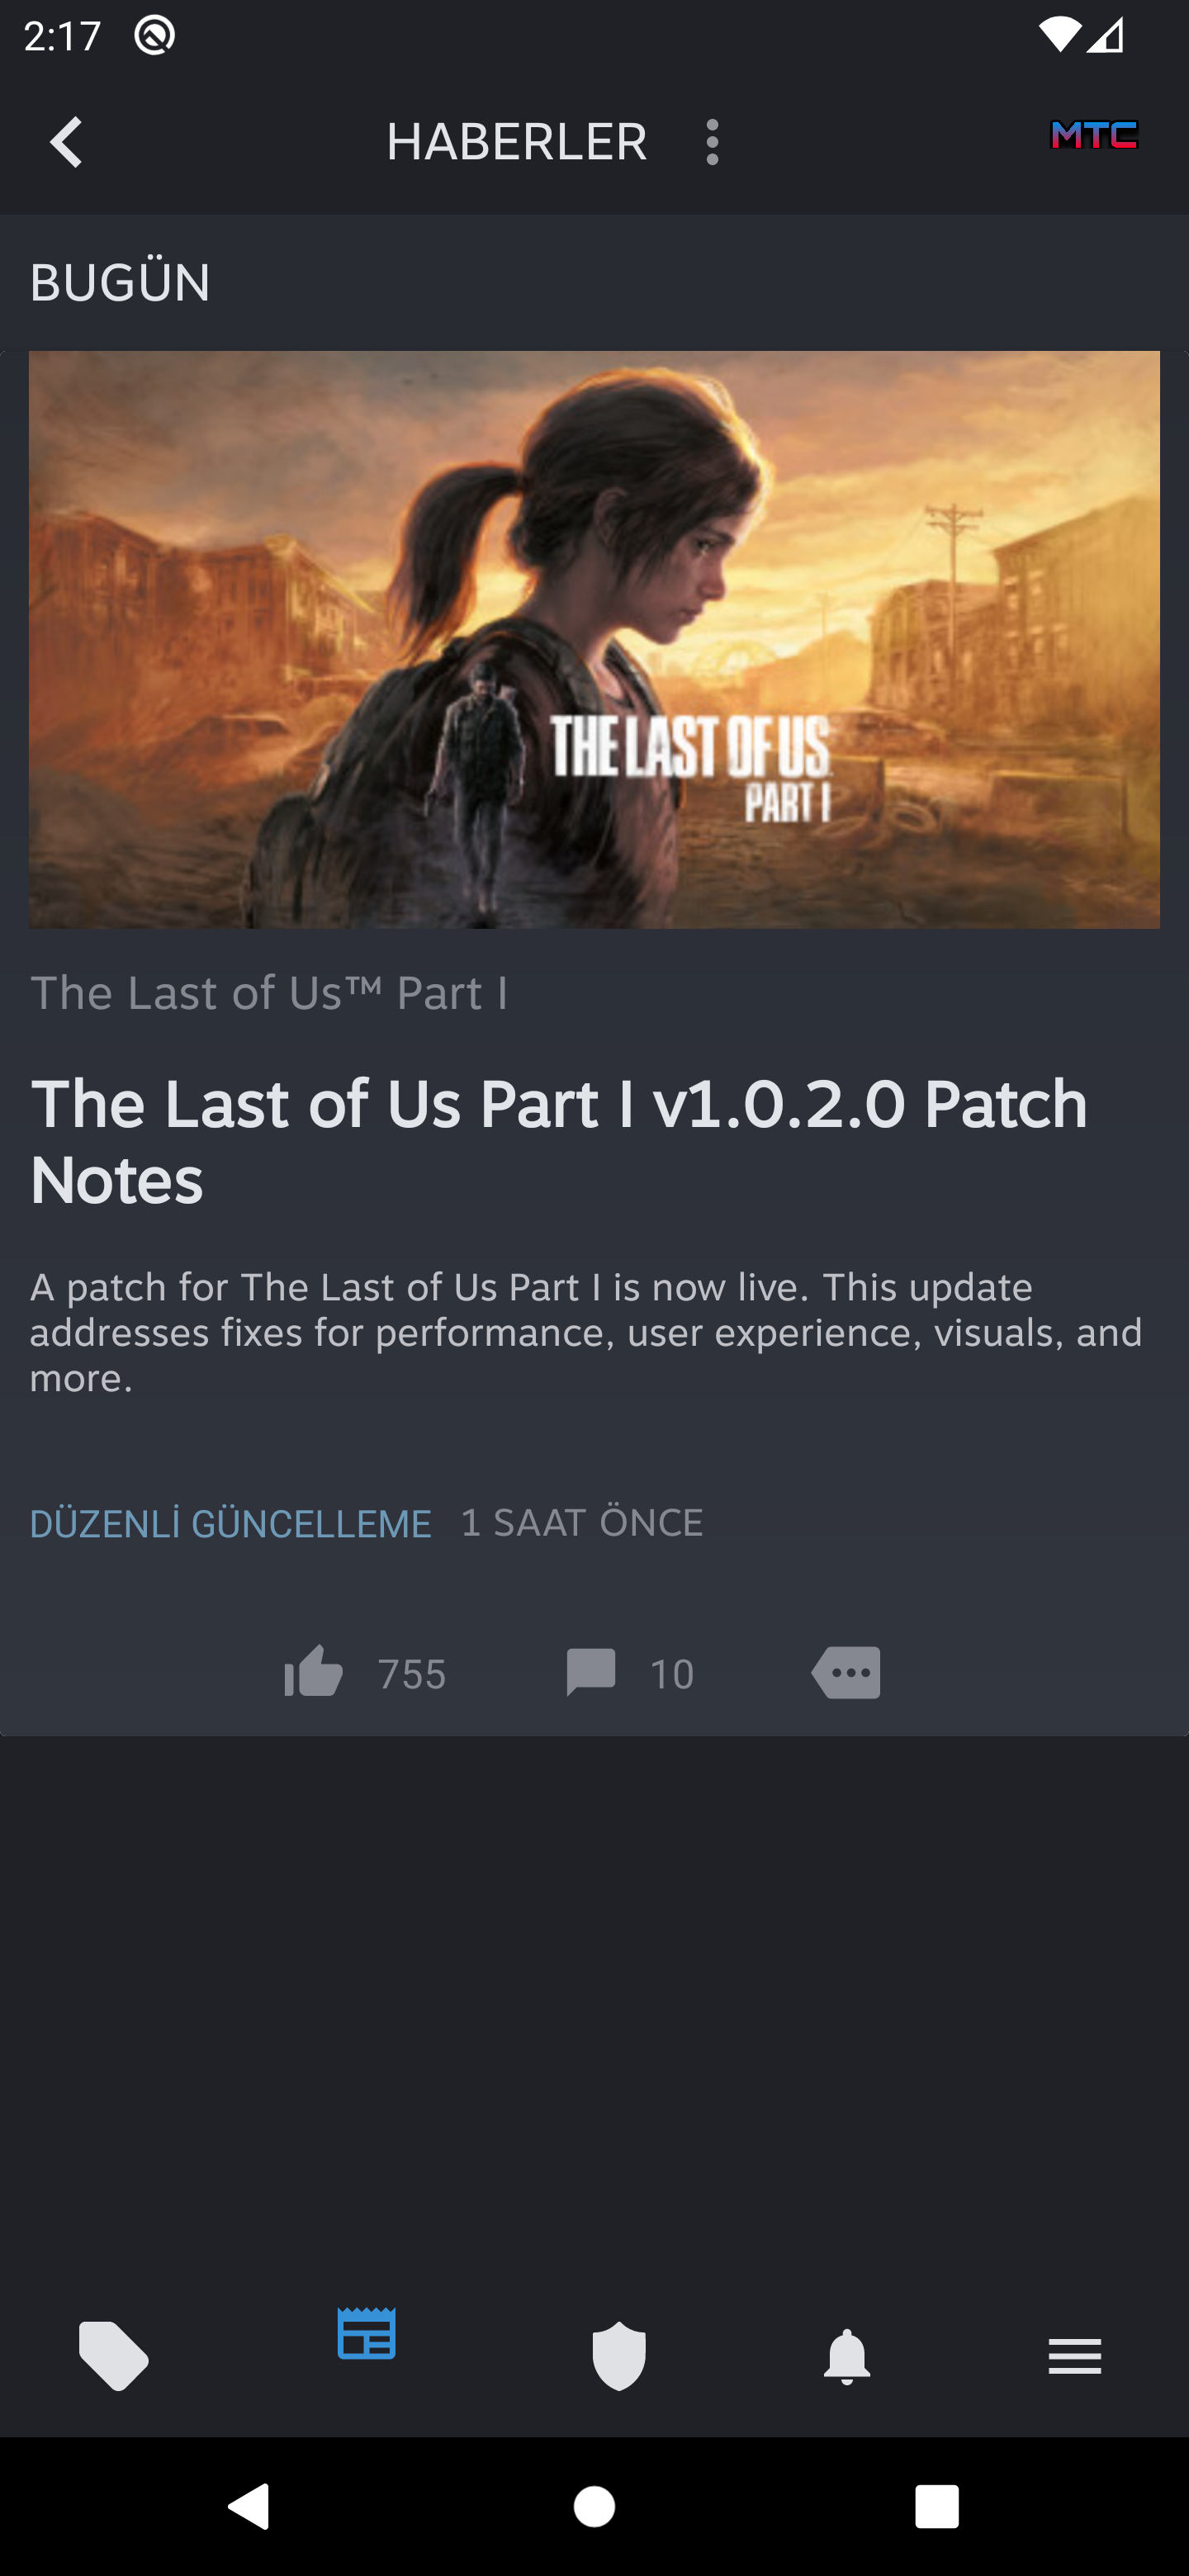 2:17
HABERLER
MTC
BUGÜN
THE LAST OF US
PART I
The Last of Us™ Part I
The Last of Us Part I v1.0.2.0 Patch
Notes
A patch for The Last of Us Part I is now live. This update
addresses fixes for performance, user experience, visuals, and
more.
DÜZENLİ GÜNCELLEME 1 SAAT ÖNCE
755 10